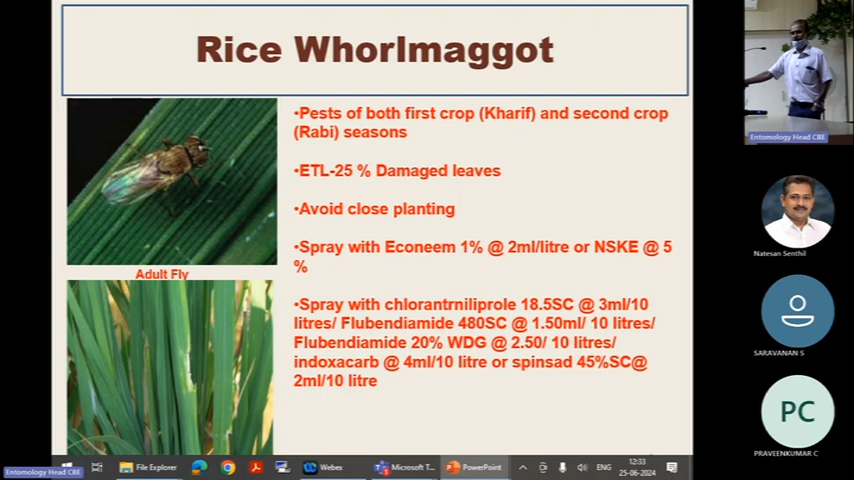 Rice Whorlmaggot
•Pests of both first crop (Kharif) and second crop
(Rabi) seasons
•ETL-25 % Damaged leaves
•Avoid close planting
•Spray with Econeem 1% @ 2ml/litre or NSKE @ 5
%
•Spray with chlorantrniliprole 18.5SC @ 3ml/10
litres/ Flubendiamide 480SC @ 1.50ml/ 10 litres/
Flubendiamide 20% WDG @ 2.50/ 10 litres/
indoxacarb @ 4ml/10 litre or spinsad 45%SC@
2ml/10 litre
Adult Fly
Entomology Head CBE
Natesan Senthil
SARAVANAN S
PC
PRAVEENKUMAR C
Entomology Head CBE
File Explorer
Webex
Microsoft T...
PowerPoint
ENG
12:33
25-06-2024